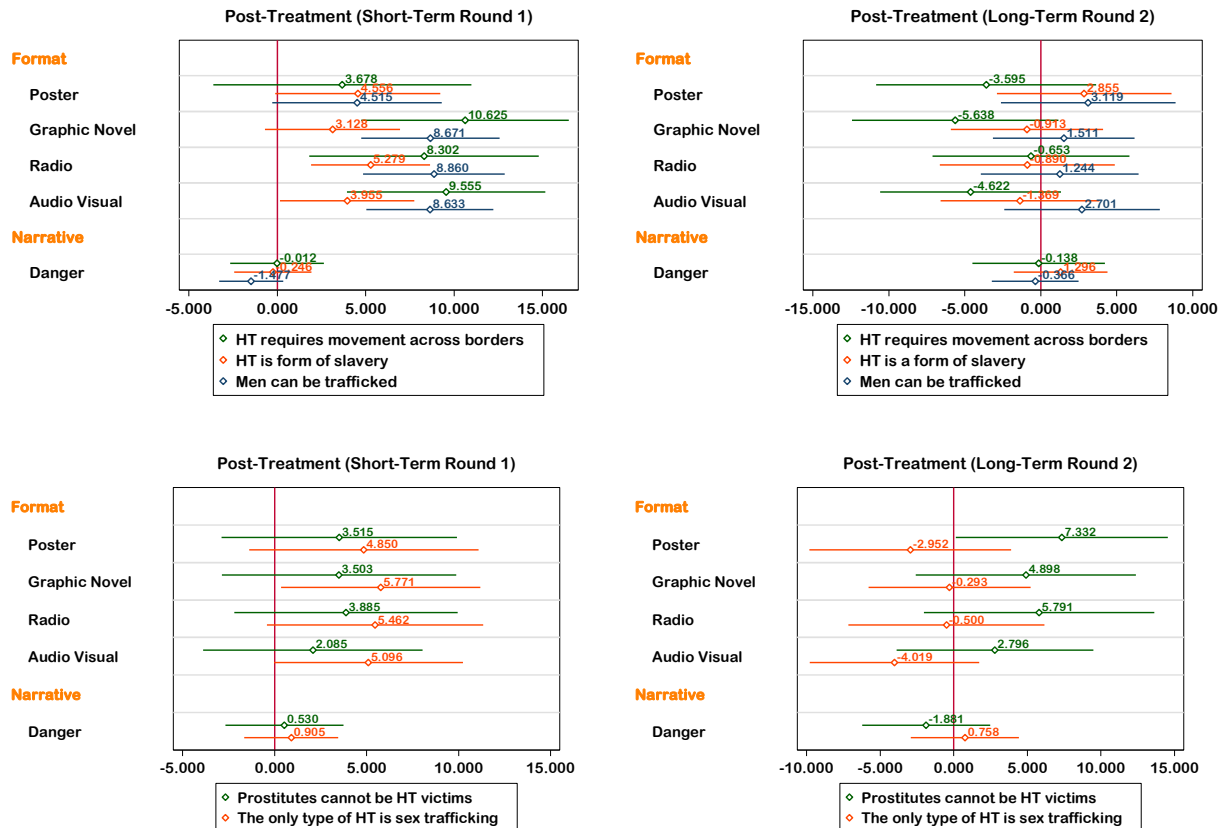 Post-Treatment (Short-Term Round 1)
Format
Poster
3.678
4.556
4.515
Graphic Novel
10.625
3.128
8.671
Radio
8.302
5.279
8.860
Audio Visual
9.555
3.955
8.633
Narrative
Danger
-0.012
-0.246
-1.477
-5.000 0.000 5.000 10.000 15.000
HT requires movement across borders
HT is form of slavery
Men can be trafficked
Post-Treatment (Long-Term Round 2)
-3.595
2.855
3.119
-5.638
-0.913
1.511
-0.653
-0.890
1.244
-4.622
-1.369
2.701
-0.138
1.296
-0.366
-15.000 -10.000 -5.000 0.000 5.000 10.000
HT requires movement across borders
HT is a form of slavery
Men can be trafficked
Post-Treatment (Short-Term Round 1)
Format
Poster
3.515
4.850
Graphic Novel
3.503
5.771
Radio
3.885
5.462
Audio Visual
2.085
5.096
Narrative
Danger
0.530
0.905
-5.000 0.000 5.000 10.000 15.000
Prostitutes cannot be HT victims
The only type of HT is sex trafficking
Post-Treatment (Long-Term Round 2)
Format
Poster
7.332
-2.952
Graphic Novel
4.898
-0.293
Radio
5.791
-0.500
Audio Visual
2.796
-4.019
Narrative
Danger
-1.881
0.758
-10.000 -5.000 0.000 5.000 10.000 15.000
Prostitutes cannot be HT victims
The only type of HT is sex trafficking